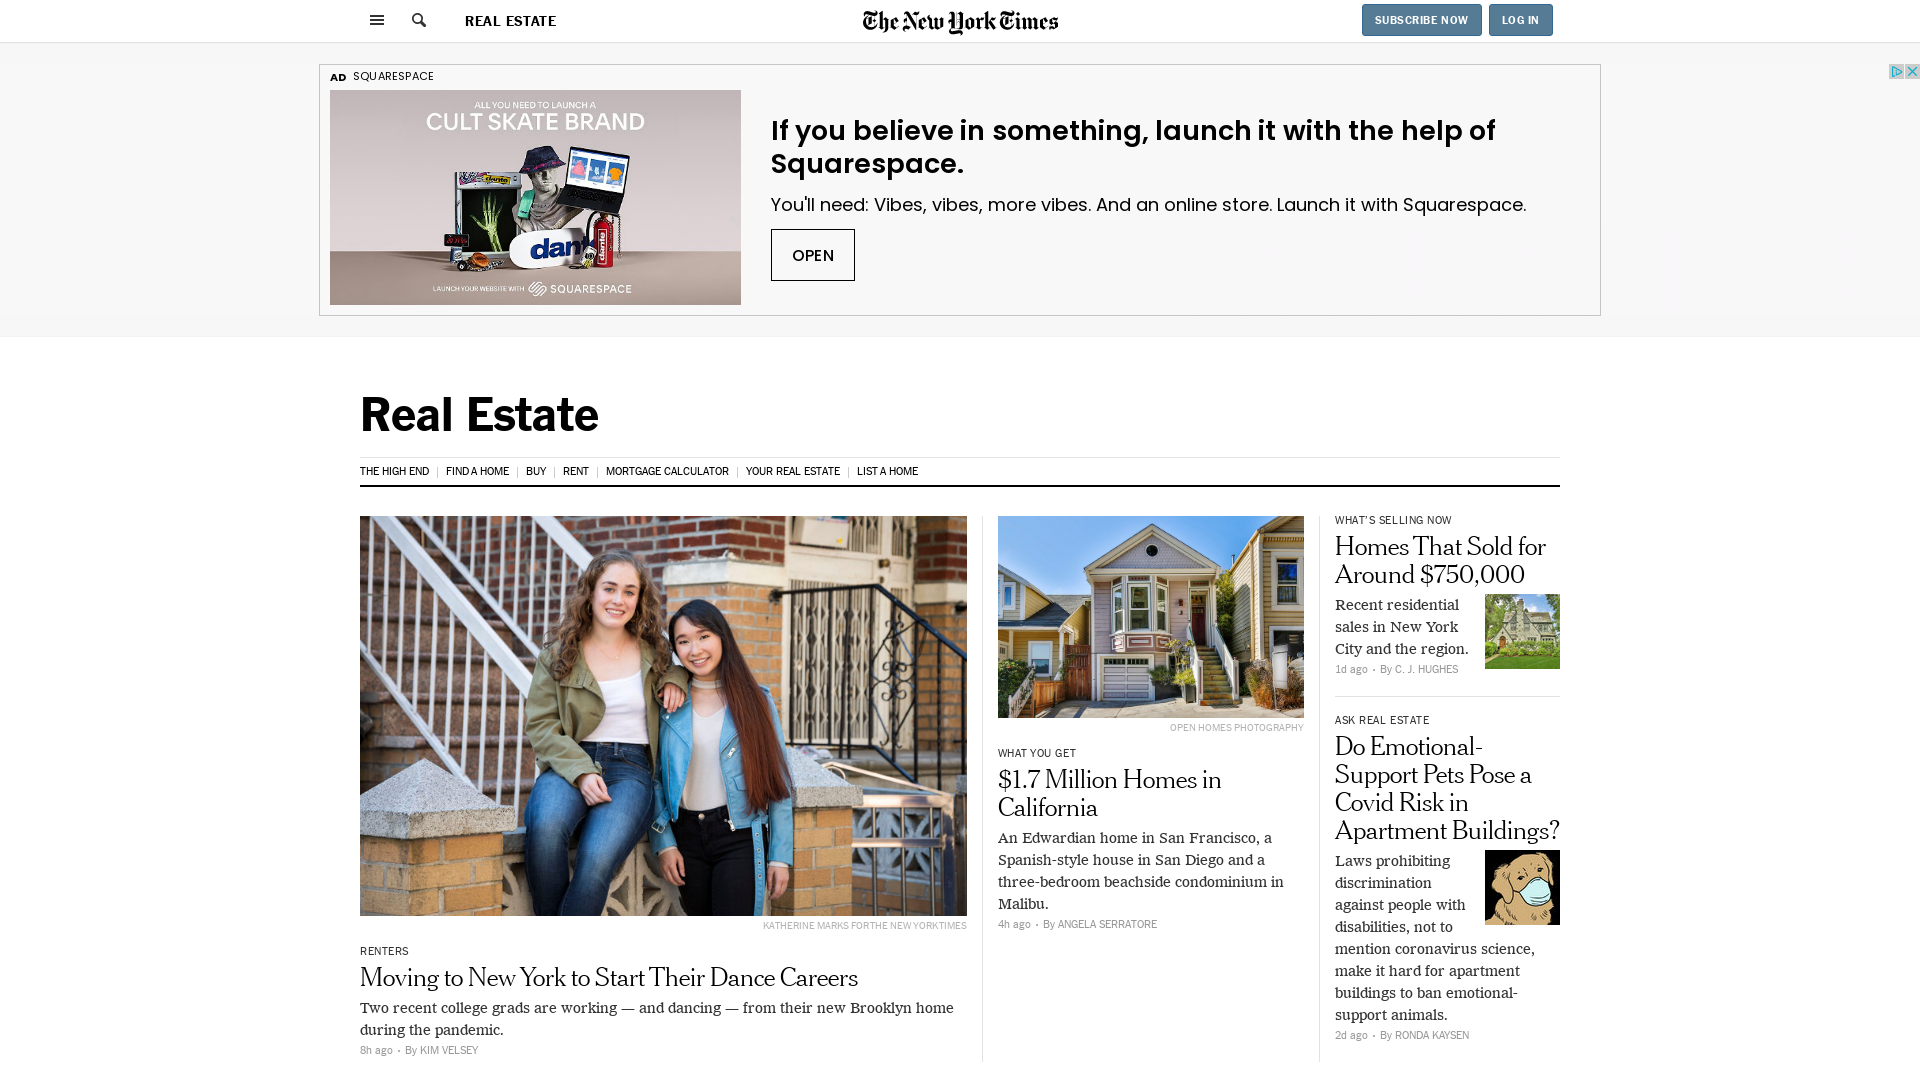 REAL ESTATE
The New York Times
SUBSCRIBE NOW
LOG IN
AD SQUARESPACE
ALL YOU NEED TO LAUNCH A
CULT SKATE BRAND
dante
dant
dante
LAUNCH YOUR WEBSITE WITH SQUARESPACE
If you believe in something, launch it with the help of
Squarespace.
You'll need: Vibes, vibes, more vibes. And an online store. Launch it with Squarespace.
OPEN
Real Estate
THE HIGH END
FIND A HOME
BUY
RENT
MORTGAGE CALCULATOR
YOUR REAL ESTATE
LIST A HOME
KATHERINE MARKS FOR THE NEW YORK TIMES
RENTERS
Moving to New York to Start Their Dance Careers
Two recent college grads are working — and dancing — from their new Brooklyn home
during the pandemic.
8h ago • By KIM VELSEY
OPEN HOMES PHOTOGRAPHY
WHAT YOU GET
$1.7 Million Homes in
California
An Edwardian home in San Francisco, a
Spanish-style house in San Diego and a
three-bedroom beachside condominium in
Malibu.
4h ago • By ANGELA SERRATORE
WHAT'S SELLING NOW
Homes That Sold for
Around $750,000
Recent residential
sales in New York
City and the region.
1d ago • By C. J. HUGHES
ASK REAL ESTATE
Do Emotional-
Support Pets Pose a
Covid Risk in
Apartment Buildings?
Laws prohibiting
discrimination
against people with
disabilities, not to
mention coronavirus science,
make it hard for apartment
buildings to ban emotional-
support animals.
2d ago • By RONDA KAYSEN